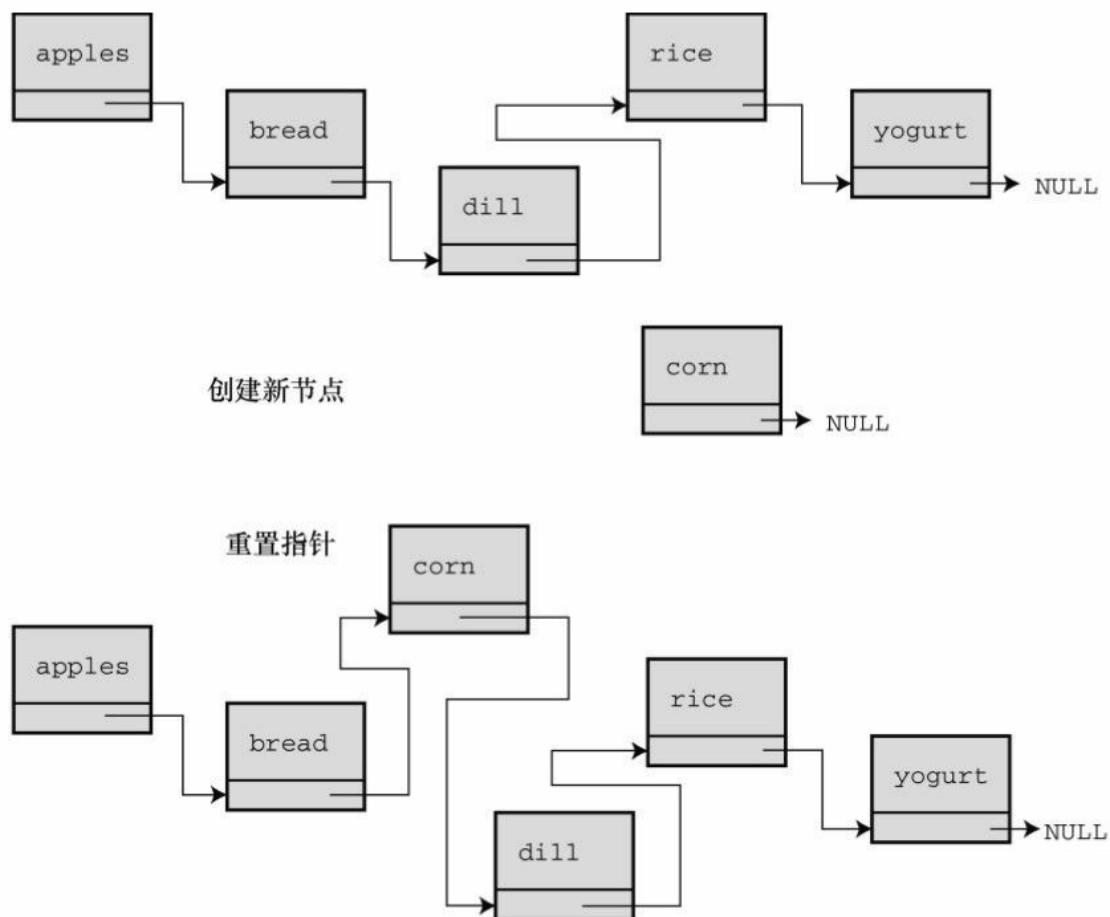 apples
rice
bread
yogurt
NULL
dill
corn
创建新节点
NULL
重置指针
corn
apples
rice
bread
yogurt
NULL
dill